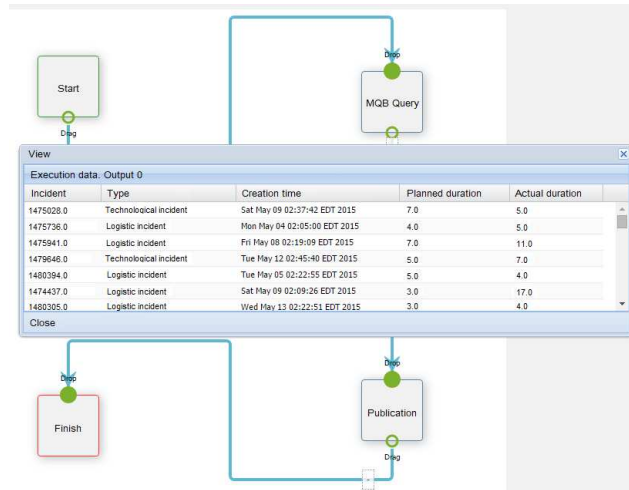 Drop
Start
MQB Query
Drag
View
Execution data. Output 0
Incident Type Creation time Planned duration Actual duration
1475028.0 Technological incident Sat May 09 02:37:42 EDT 2015 7.0 5.0
1475736.0 Logistic incident Mon May 04 02:05:00 EDT 2015 4.0 5.0
1475941.0 Logistic incident Fri May 08 02:19:09 EDT 2015 7.0 11.0
1479646.0 Technological incident Tue May 12 02:45:40 EDT 2015 5.0 7.0
1480394.0 Logistic incident Tue May 05 02:22:55 EDT 2015 5.0 4.0
1474437.0 Logistic incident Sat May 09 02:09:26 EDT 2015 3.0 17.0
1480305.0 Logistic incident Wed May 13 02:22:51 EDT 2015 3.0 4.0
Close
Drop
Drop
Finish
Publication
Drag